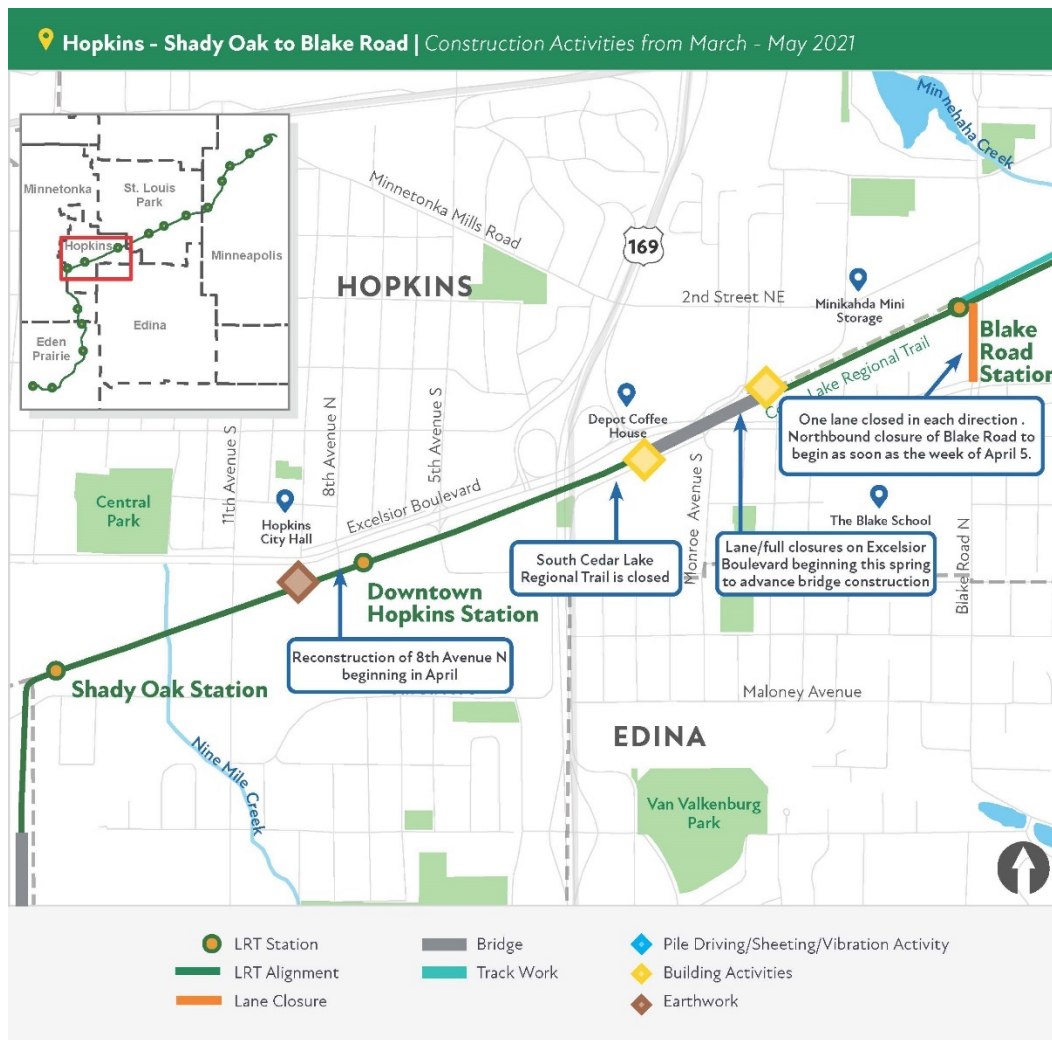 Hopkins - Shady Oak to Blake Road | Construction Activities from March - May 2021
Minnetonka
St. Louis
Park
Hopkins
Minneapolis
Edina
Eden
Prairie
Minnehaha Creek
Minnetonka Mills Road
169
HOPKINS
2nd Street NE
Minikahda Mini
Storage
Blake
Road
Station
Lake Regional Trail
Depot Coffee
House
One lane closed in each direction .
Northbound closure of Blake Road to
begin as soon as the week of April 5.
11th Avenue S
8th Avenue N
5th Avenue S
Central
Park
Hopkins
City Hall
Excelsior Boulevard
Monroe Avenue S
The Blake School
Blake Road N
South Cedar Lake
Regional Trail is closed
Lane/full closures on Excelsior
Boulevard beginning this spring
to advance bridge construction
Downtown
Hopkins Station
Reconstruction of 8th Avenue N
beginning in April
Shady Oak Station
Maloney Avenue
EDINA
Nine Mile Creek
Van Valkenburg
Park
LRT Station
LRT Alignment
Lane Closure
Bridge
Track Work
Pile Driving/Sheeting/Vibration Activity
Building Activities
Earthwork